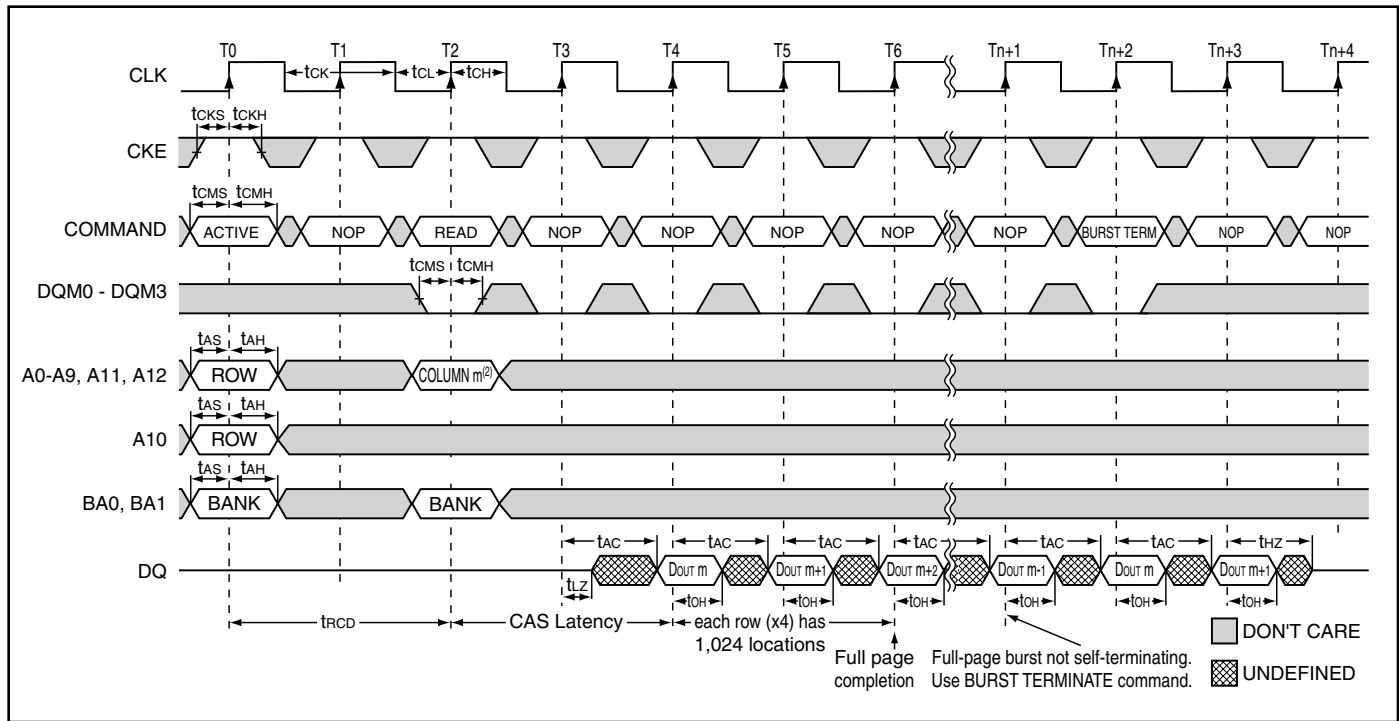 T0 T1 T2 T3 T4 T5 T6 Tn+1 Tn+2 Tn+3 Tn+4
CLK tCK tCL tCH
tCKS tCKH
CKE
tCMS tCMH
COMMAND ACTIVE NOP READ NOP NOP NOP NOP NOP BURST TERM NOP NOP
tCMS tCMH
DQM0 - DQM3
tAS tAH
A0-A9, A11, A12 ROW COLUMN m(2)
tAS tAH
A10 ROW
tAS tAH
BA0, BA1 BANK BANK
tAC tAC tAC tAC tAC tAC tHZ
DQ DOUT m DOUT m+1 DOUT m+2 DOUT m-1 DOUT m DOUT m+1
tLZ tOH tOH tOH tOH tOH tOH
tRCD CAS Latency each row (x4) has
1,024 locations
Full page
completion
Full-page burst not self-terminating.
Use BURST TERMINATE command.
DON'T CARE
UNDEFINED